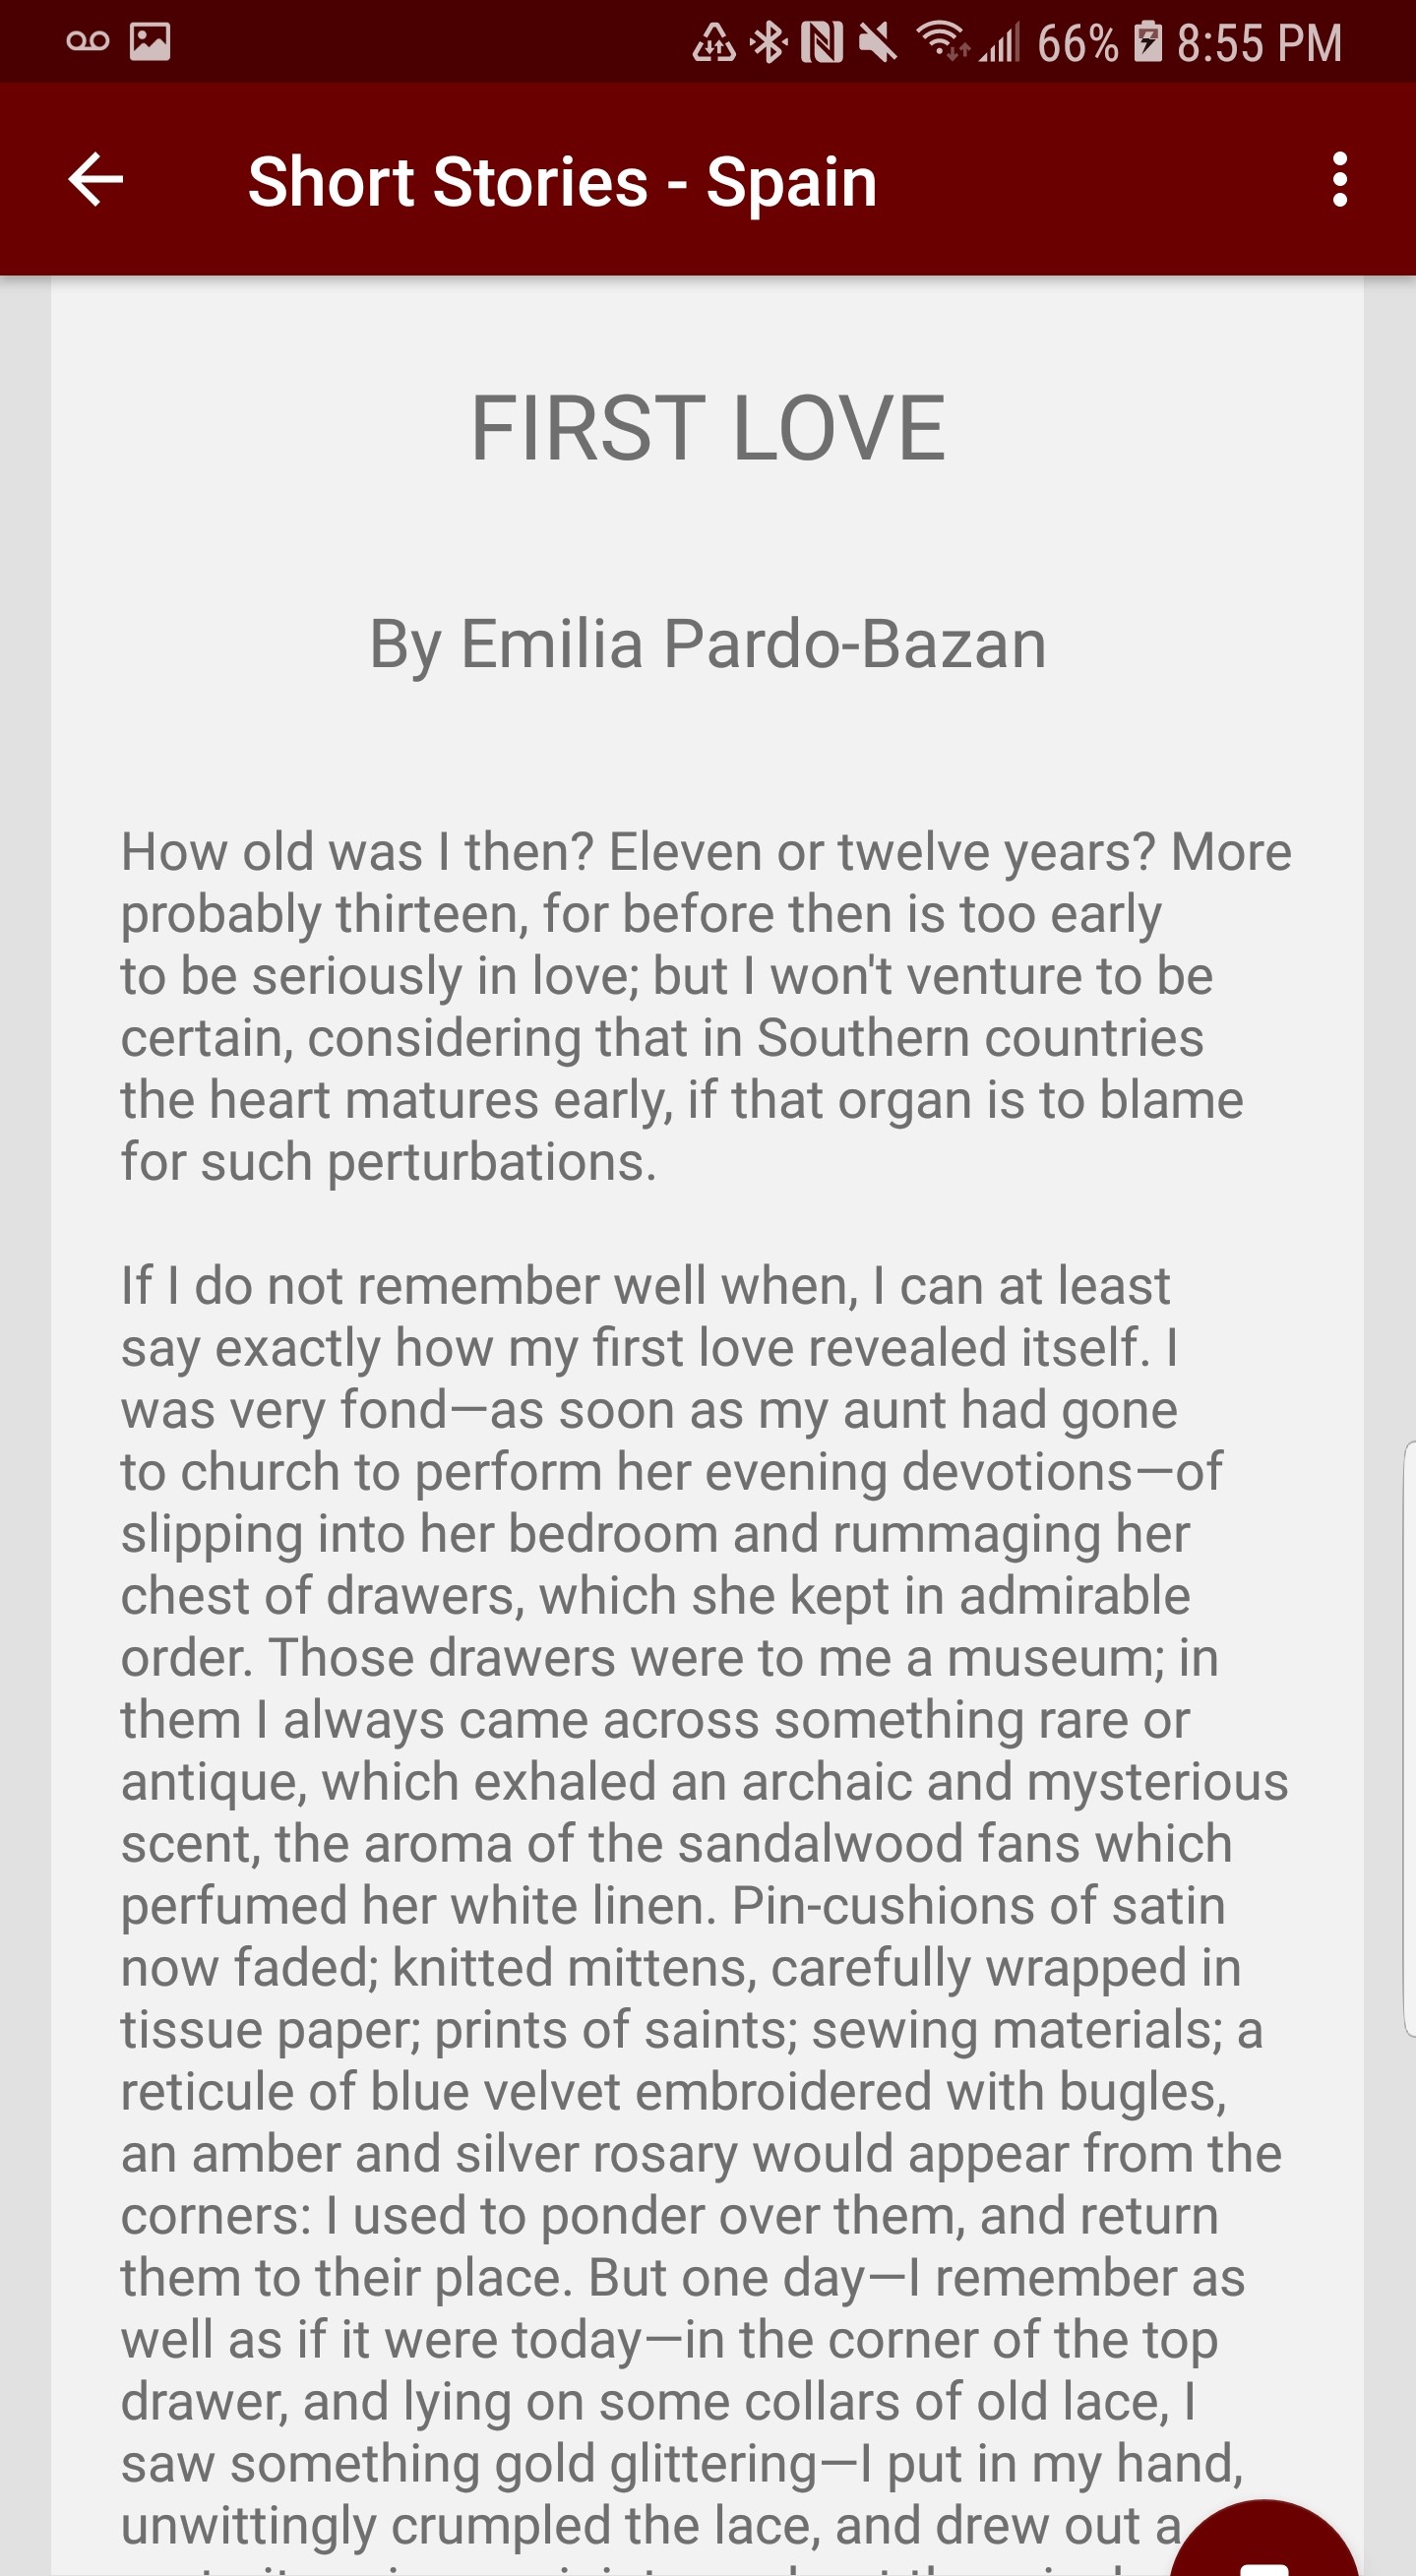 66% 8:55 PM
Short Stories - Spain
FIRST LOVE
By Emilia Pardo-Bazan
How old was I then? Eleven or twelve years? More
probably thirteen, for before then is too early
to be seriously in love; but I won't venture to be
certain, considering that in Southern countries
the heart matures early, if that organ is to blame
for such perturbations.
If I do not remember well when, I can at least
say exactly how my first love revealed itself. I
was very fond—as soon as my aunt had gone
to church to perform her evening devotions—of
slipping into her bedroom and rummaging her
chest of drawers, which she kept in admirable
order. Those drawers were to me a museum; in
them I always came across something rare or
antique, which exhaled an archaic and mysterious
scent, the aroma of the sandalwood fans which
perfumed her white linen. Pin-cushions of satin
now faded; knitted mittens, carefully wrapped in
tissue paper; prints of saints; sewing materials; a
reticule of blue velvet embroidered with bugles,
an amber and silver rosary would appear from the
corners: I used to ponder over them, and return
them to their place. But one day—I remember as
well as if it were today—in the corner of the top
drawer, and lying on some collars of old lace, I
saw something gold glittering—I put in my hand,
unwittingly crumpled the lace, and drew out a